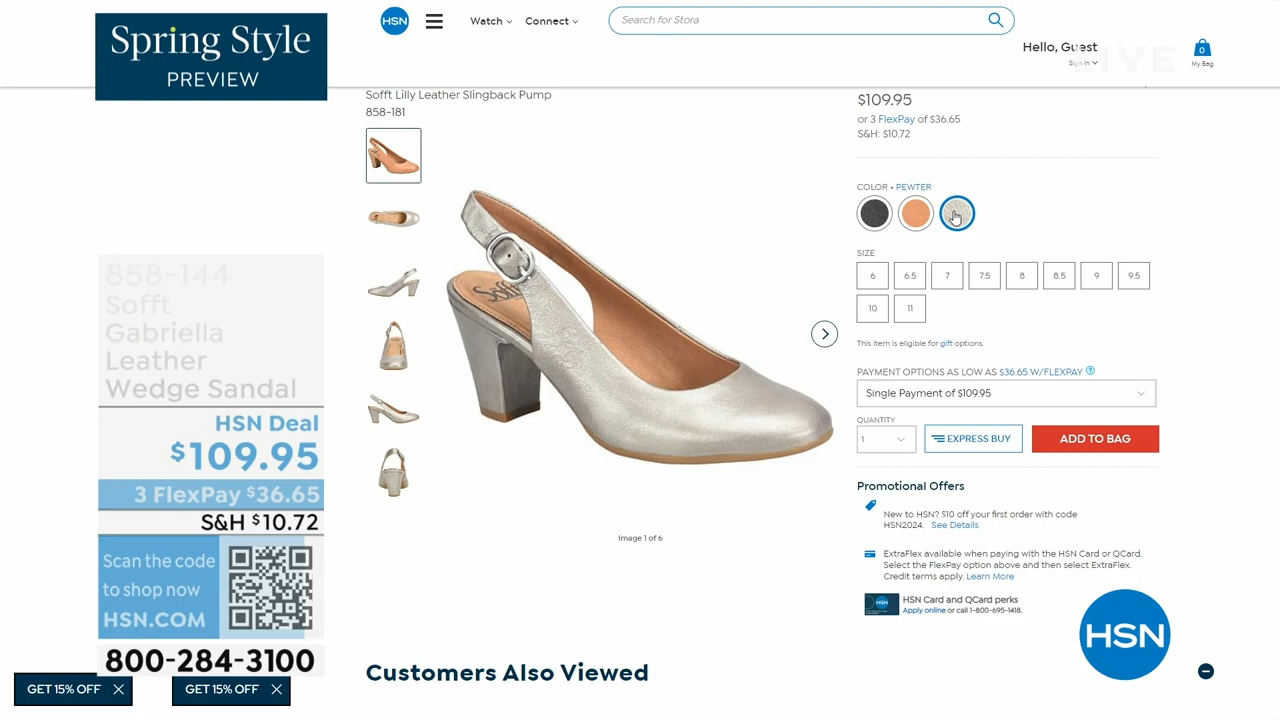 Spring Style
PREVIEW
HSN
Watch
Connect
Search for Stora
Hello, Guest
Sign In
LIVE
0
My Bag
Sofft Lilly Leather Slingback Pump
858-181
$109.95
or 3 FlexPay of $36.65
S&H: $10.72
COLOR • PEWTER
SIZE
6 6.5 7 7.5 8 8.5 9 9.5
10 11
This item is eligible for gift options.
PAYMENT OPTIONS AS LOW AS $36.65 W/FLEXPAY ?
Single Payment of $109.95
QUANTITY
1
EXPRESS BUY
ADD TO BAG
Promotional Offers
New to HSN? $10 off your first order with code
HSN2024. See Details
ExtraFlex available when paying with the HSN Card or QCard.
Select the FlexPay option above and then select ExtraFlex.
Credit terms apply. Learn More
HSN
HSN Card and QCard perks
Apply online or call 1-800-695-1418.
Söfft
Image 1 of 6
858-144
Sofft
Gabriella
Leather
Wedge Sandal
HSN Deal
$109.95
3 FlexPay $36.65
S&H $10.72
Scan the code
to shop now
HSN.COM
800-284-3100
GET 15% OFF
GET 15% OFF
Customers Also Viewed
HSN